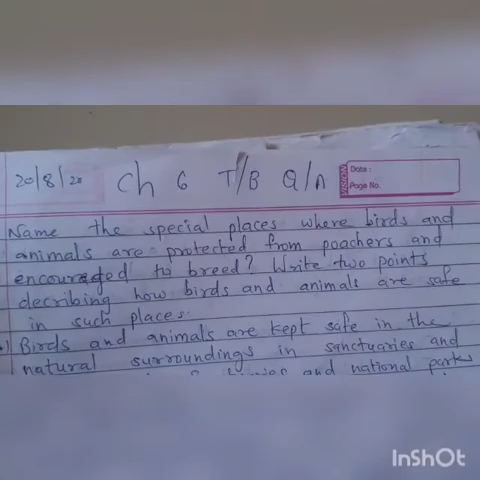 20/8/20 Ch 6 T/B Q/A
VISION Date :
Page No.
Name the special places where birds and
animals are protected from poachers and
encouraged to breed? Write two points
decribing how birds and animals are safe
in such places.
Birds and animals are kept safe in the
natural surroundings in sanctuaries and
and national parks
InShOt